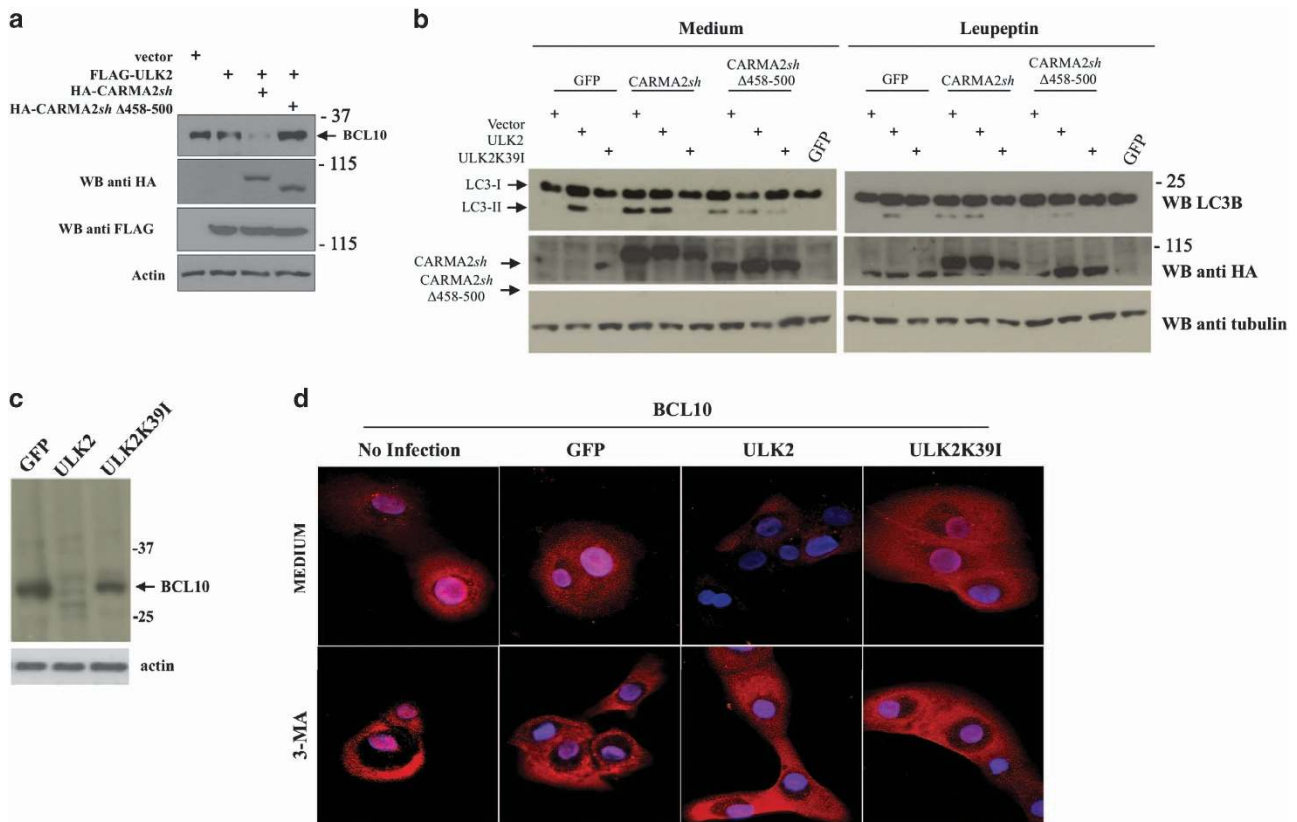 a
vector +
FLAG-ULK2 + + +
HA-CARMA2sh +
HA-CARMA2sh Δ458-500 +
- 37
BCL10
- 115
WB anti HA
WB anti FLAG
- 115
Actin
b
Medium Leupeptin
GFP CARMA2sh CARMA2sh Δ458-500 GFP CARMA2sh CARMA2sh Δ458-500
Vector + + + + + +
ULK2 + + + + + +
ULK2K39I + + + + + +
GFP GFP
LC3-I
LC3-II
- 25
WB LC3B
- 115
CARMA2sh
CARMA2sh
Δ458-500
WB anti HA
WB anti tubulin
c
GFP ULK2 ULK2K39I
-37
BCL10
-25
actin
d
BCL10
No Infection GFP ULK2 ULK2K39I
MEDIUM
3-MA